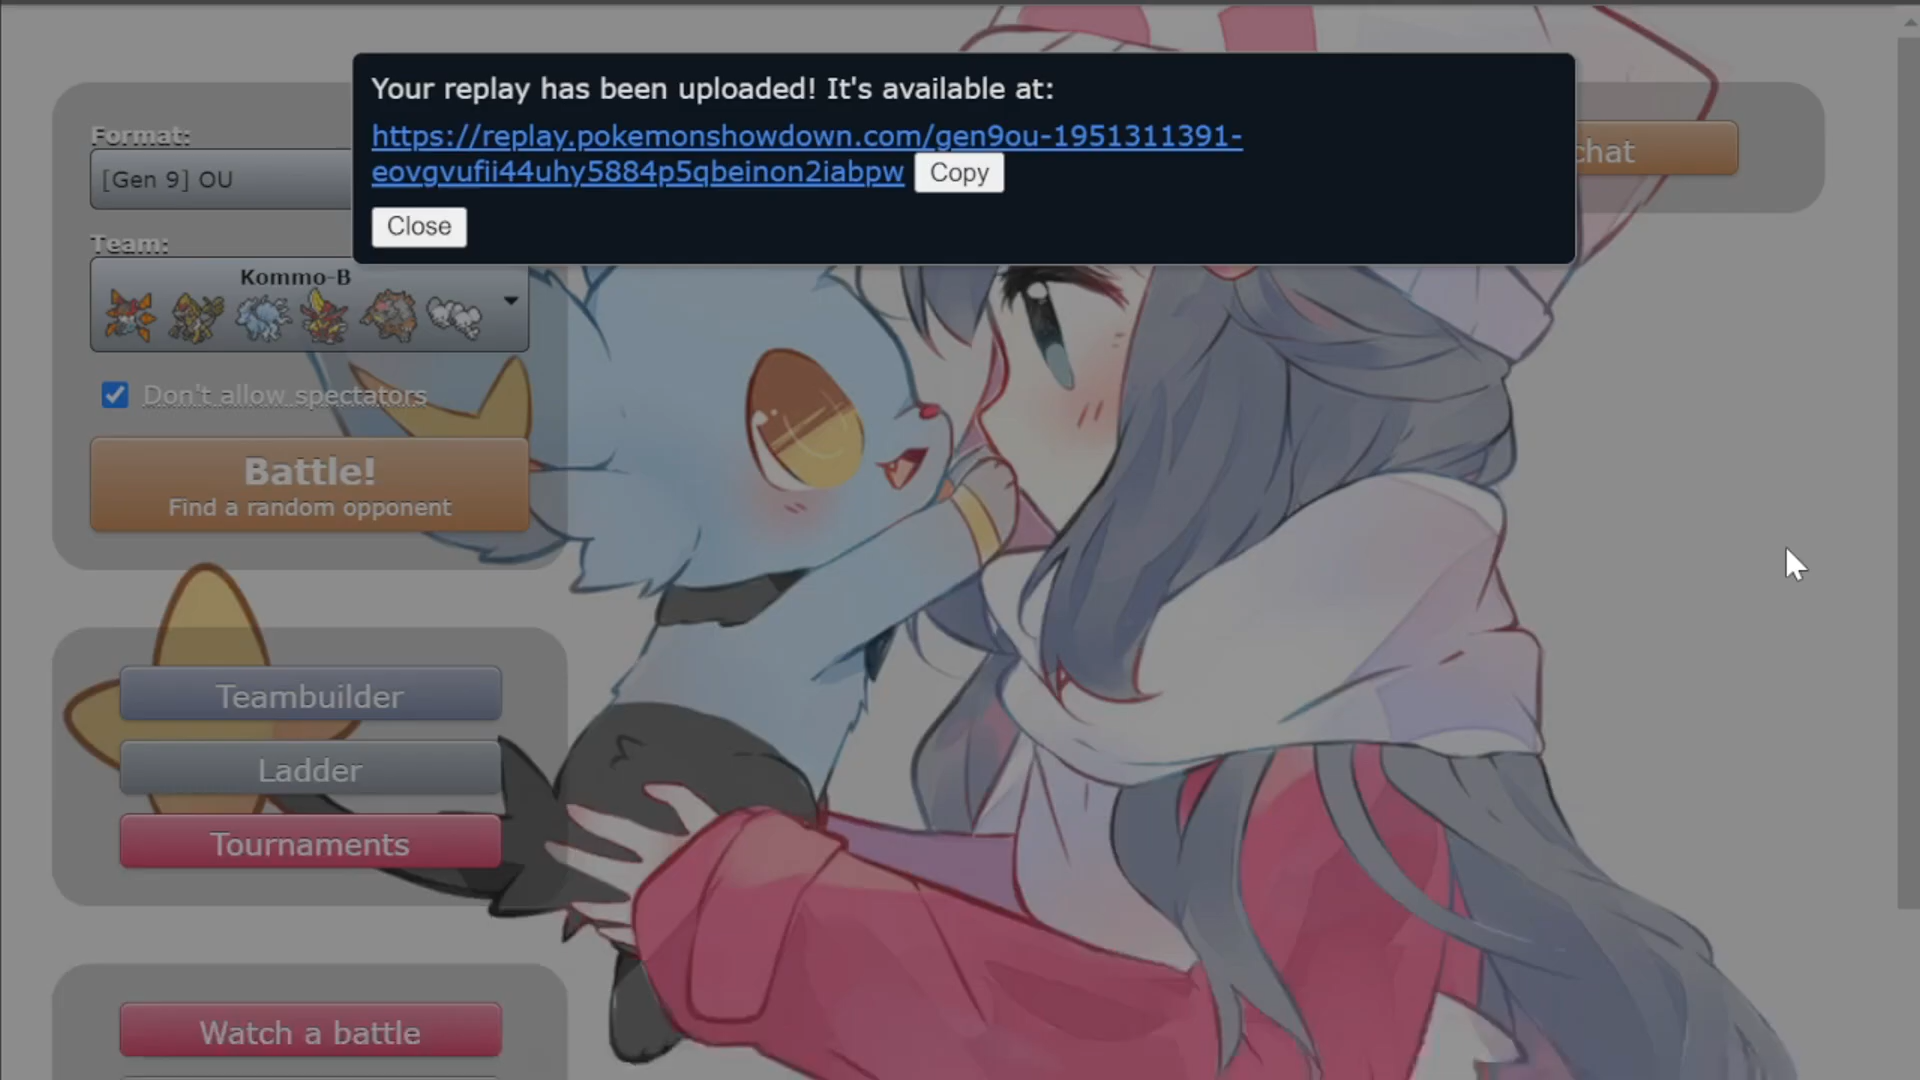 Your replay has been uploaded! It's available at:
https://replay.pokemonshowdown.com/gen9ou-1951311391-
eovgvufii44uhy5884p5qbeinon2iabpw Copy
Close
Format:
[Gen 9] OU
Team:
Kommo-B
Don't allow spectators
Battle!
Find a random opponent
chat
Teambuilder
Ladder
Tournaments
Watch a battle